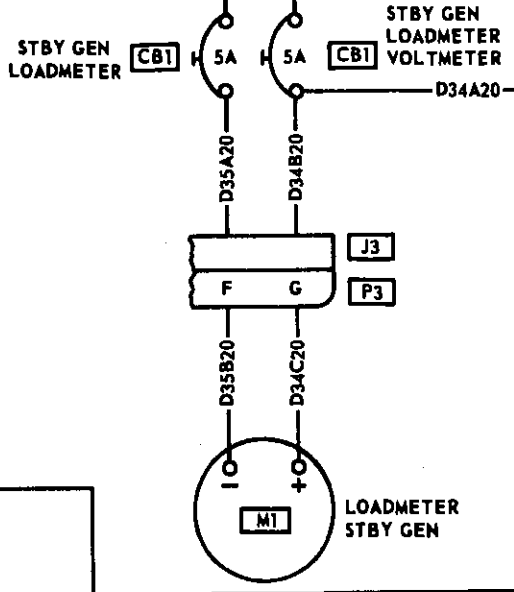 STBY GEN
LOADMETER
CB1
5A
5A
CB1
STBY GEN
LOADMETER
VOLTMETER
D34A20
D35A20
D34B20
J3
F
G
P3
D35B20
D34C20
−
+
M1
LOADMETER
STBY GEN